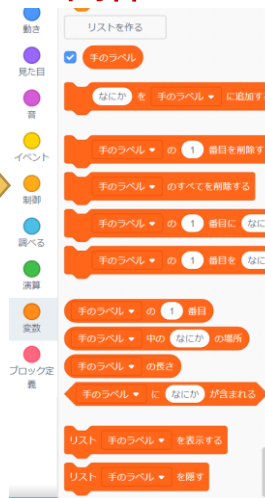 動き
見た目
音
イベント
制御
調べる
演算
変数
ブロック定
義
リストを作る
手のラベル
なにか を 手のラベル に追加す
手のラベル の 1 番目を削除す
手のラベル のすべてを削除する
手のラベル の 1 番目に なに
手のラベル の 1 番目を なに
手のラベル の 1 番目
手のラベル 中の なにか の場所
手のラベル の長さ
手のラベル に なにか が含まれる
リスト 手のラベル を表示する
リスト 手のラベル を隠す